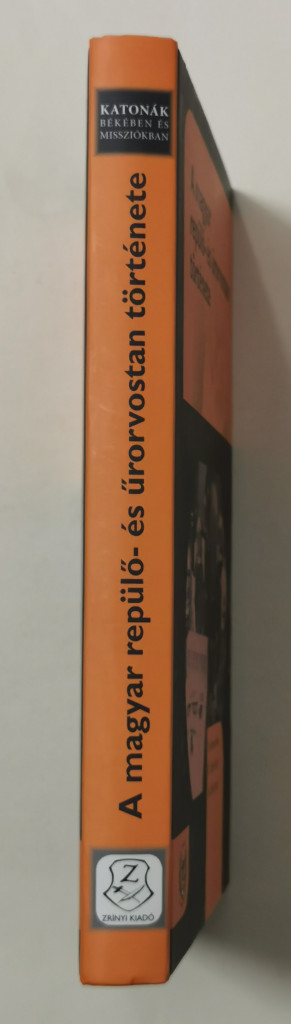 KATONÁK
BÉKÉBEN ÉS
MISSZIÓKBAN
A magyar repülő- és űrorvostan története
Z
ZRÍNYI KIADÓ